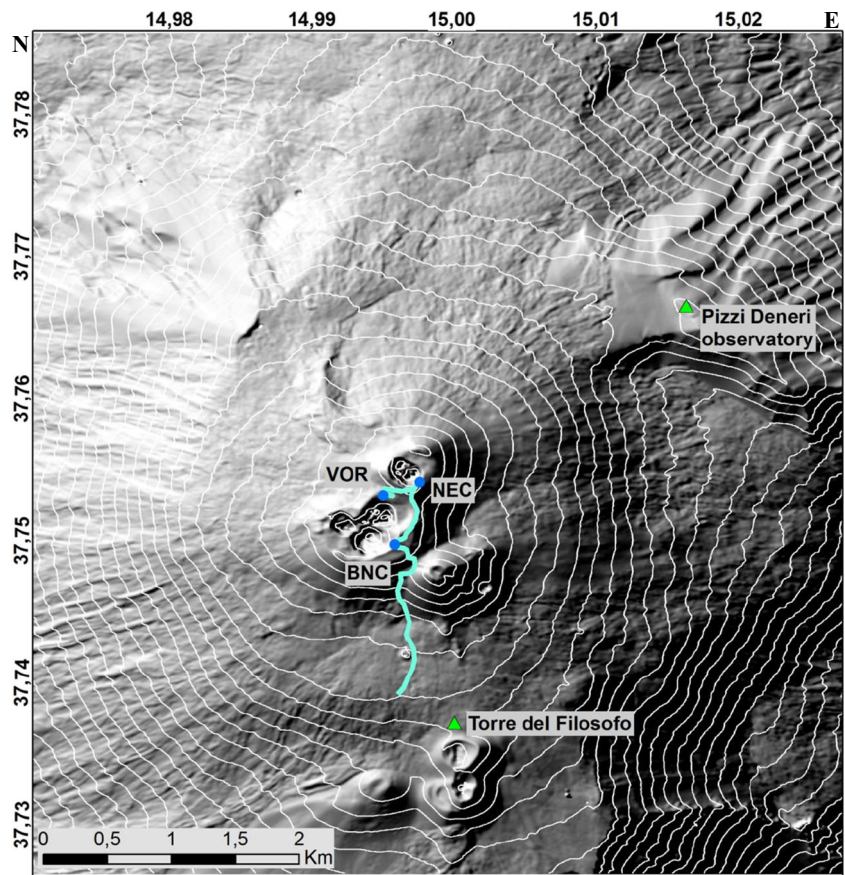 14,98 14,99 15,00 15,01 15,02 E
N
37,78
37,77
37,76
37,75
37,74
37,73
Pizzi Deneri
observatory
VOR
NEC
BNC
Torre del Filosofo
0 0,5 1 1,5 2
Km